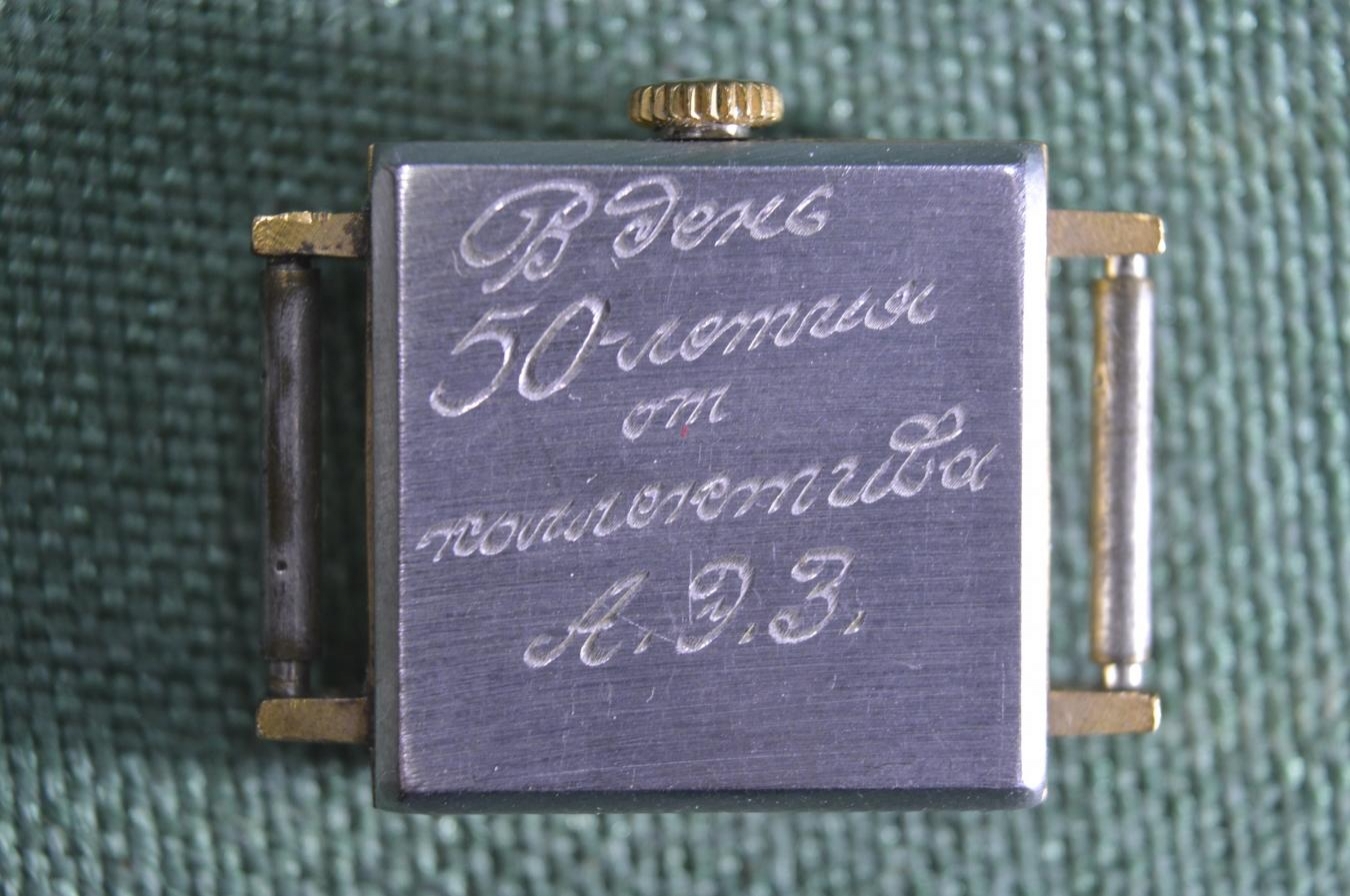 В день
50-летия
от
коллектива
А.Э.З.